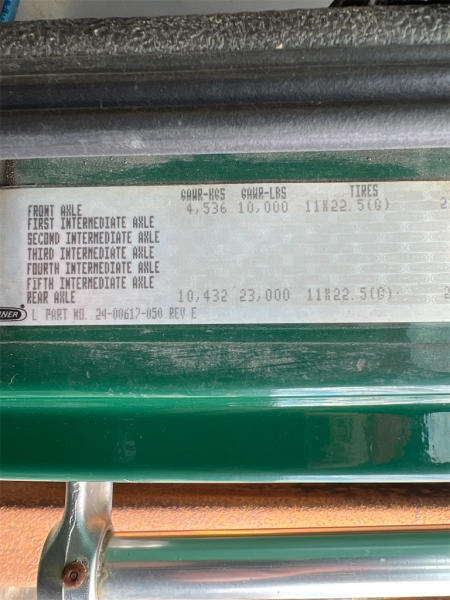 GAWR-KGS GAWR-LBS TIRES
FRONT AXLE 4,536 10,000 11X22.5(G)
FIRST INTERMEDIATE AXLE
SECOND INTERMEDIATE AXLE
THIRD INTERMEDIATE AXLE
FOURTH INTERMEDIATE AXLE
FIFTH INTERMEDIATE AXLE
REAR AXLE 10,432 23,000 11X22.5(G)
L PART NO. 24-00617-050 REV E